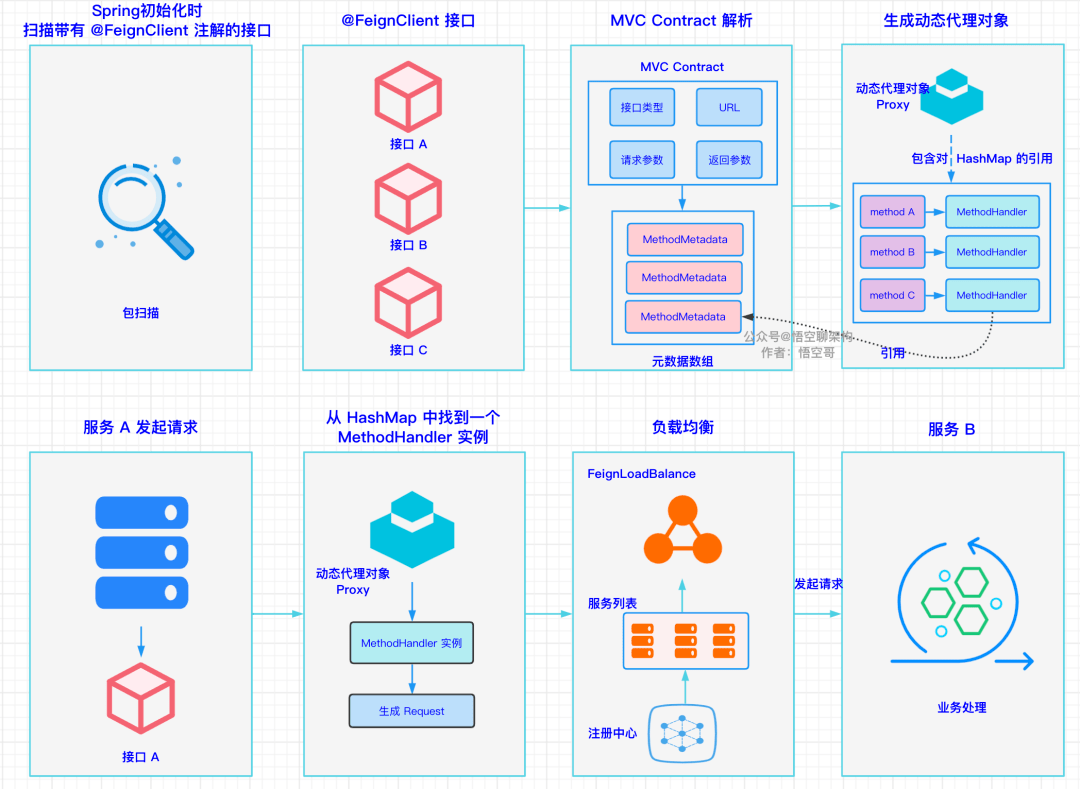 Spring初始化时
扫描带有 @FeignClient 注解的接口
包扫描
@FeignClient 接口
接口 A
接口 B
接口 C
MVC Contract 解析
MVC Contract
接口类型
URL
请求参数
返回参数
MethodMetadata
MethodMetadata
MethodMetadata
元数据数组
生成动态代理对象
动态代理对象
Proxy
包含对 HashMap 的引用
method A
MethodHandler
method B
MethodHandler
method C
MethodHandler
引用
公众号@悟空聊架构
作者：悟空哥
服务 A 发起请求
接口 A
从 HashMap 中找到一个
MethodHandler 实例
动态代理对象
Proxy
MethodHandler 实例
生成 Request
负载均衡
FeignLoadBalance
服务列表
注册中心
发起请求
服务 B
业务处理